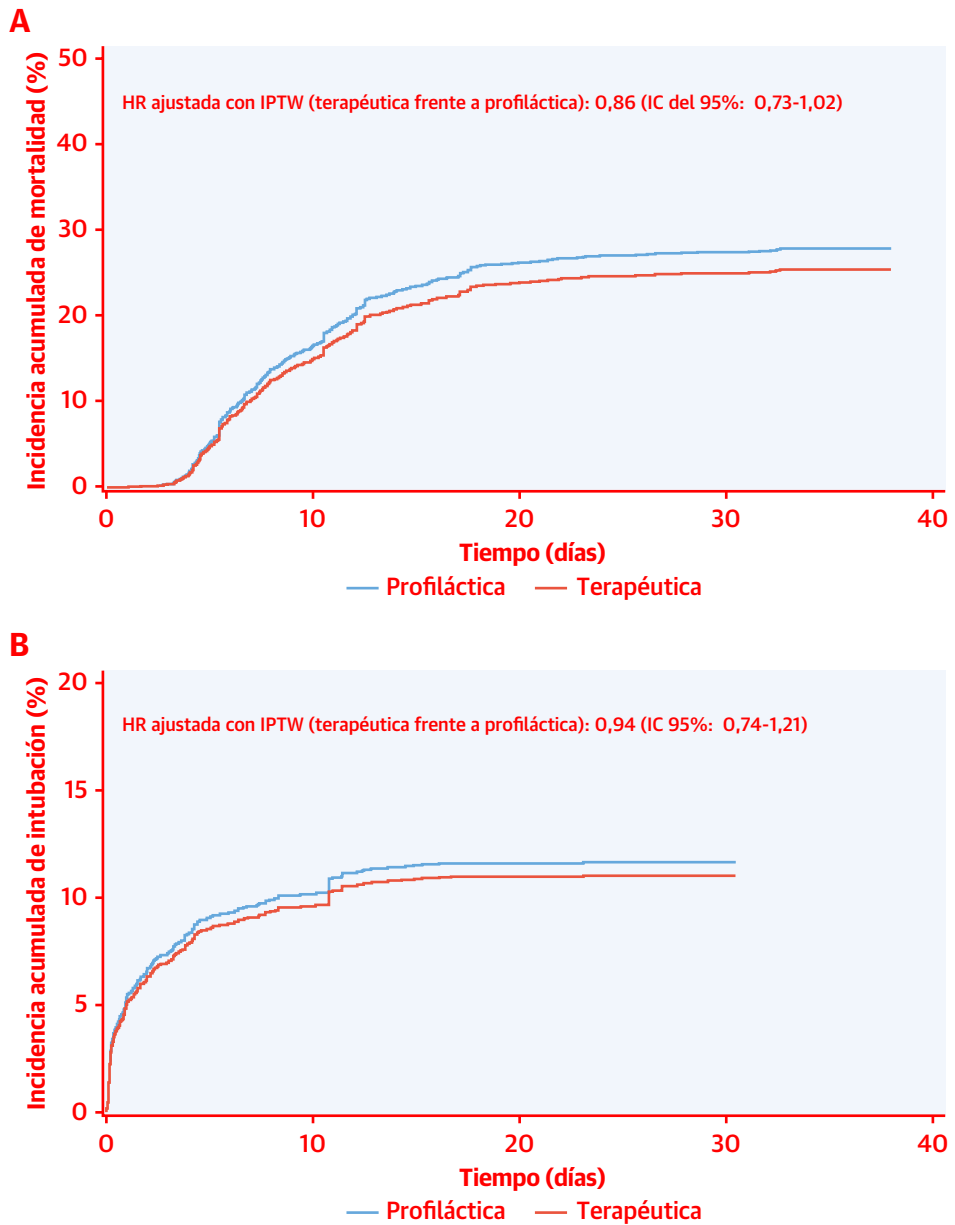 A
Incidencia acumulada de mortalidad (%)
50
40
30
20
10
0
HR ajustada con IPTW (terapéutica frente a profiláctica): 0,86 (IC del 95%: 0,73-1,02)
0 10 20 30 40
Tiempo (días)
Profiláctica Terapéutica
B
Incidencia acumulada de intubación (%)
20
15
10
5
0
HR ajustada con IPTW (terapéutica frente a profiláctica): 0,94 (IC 95%: 0,74-1,21)
0 10 20 30 40
Tiempo (días)
Profiláctica Terapéutica